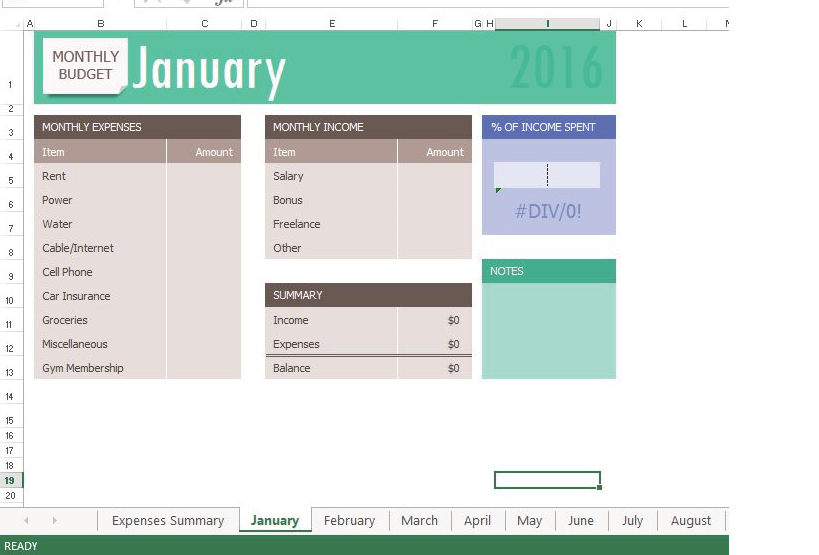 A B C D E F G H I J K L
MONTHLY BUDGET January 2016
1
2
3 MONTHLY EXPENSES MONTHLY INCOME % OF INCOME SPENT
4 Item Amount Item Amount
5 Rent Salary
6 Power Bonus #DIV/0!
7 Water Freelance
8 Cable/Internet Other
9 Cell Phone NOTES
10 Car Insurance SUMMARY
11 Groceries Income $0
12 Miscellaneous Expenses $0
13 Gym Membership Balance $0
14
15
16
17
18
19
20
Expenses Summary January February March April May June July August
READY